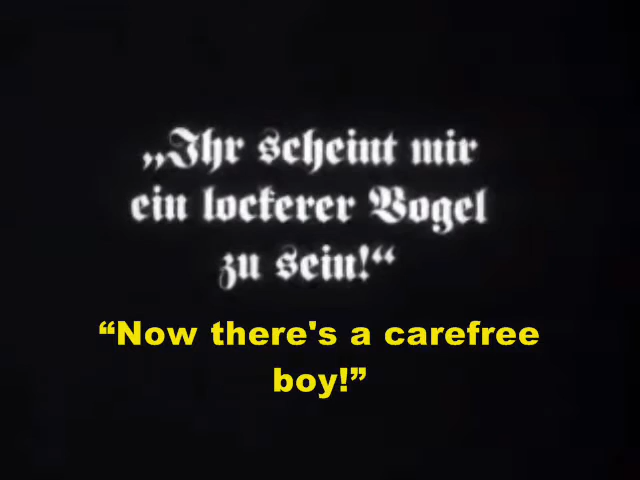 „Ihr scheint mir
ein lockerer Vogel
zu sein!“
“Now there's a carefree
boy!”